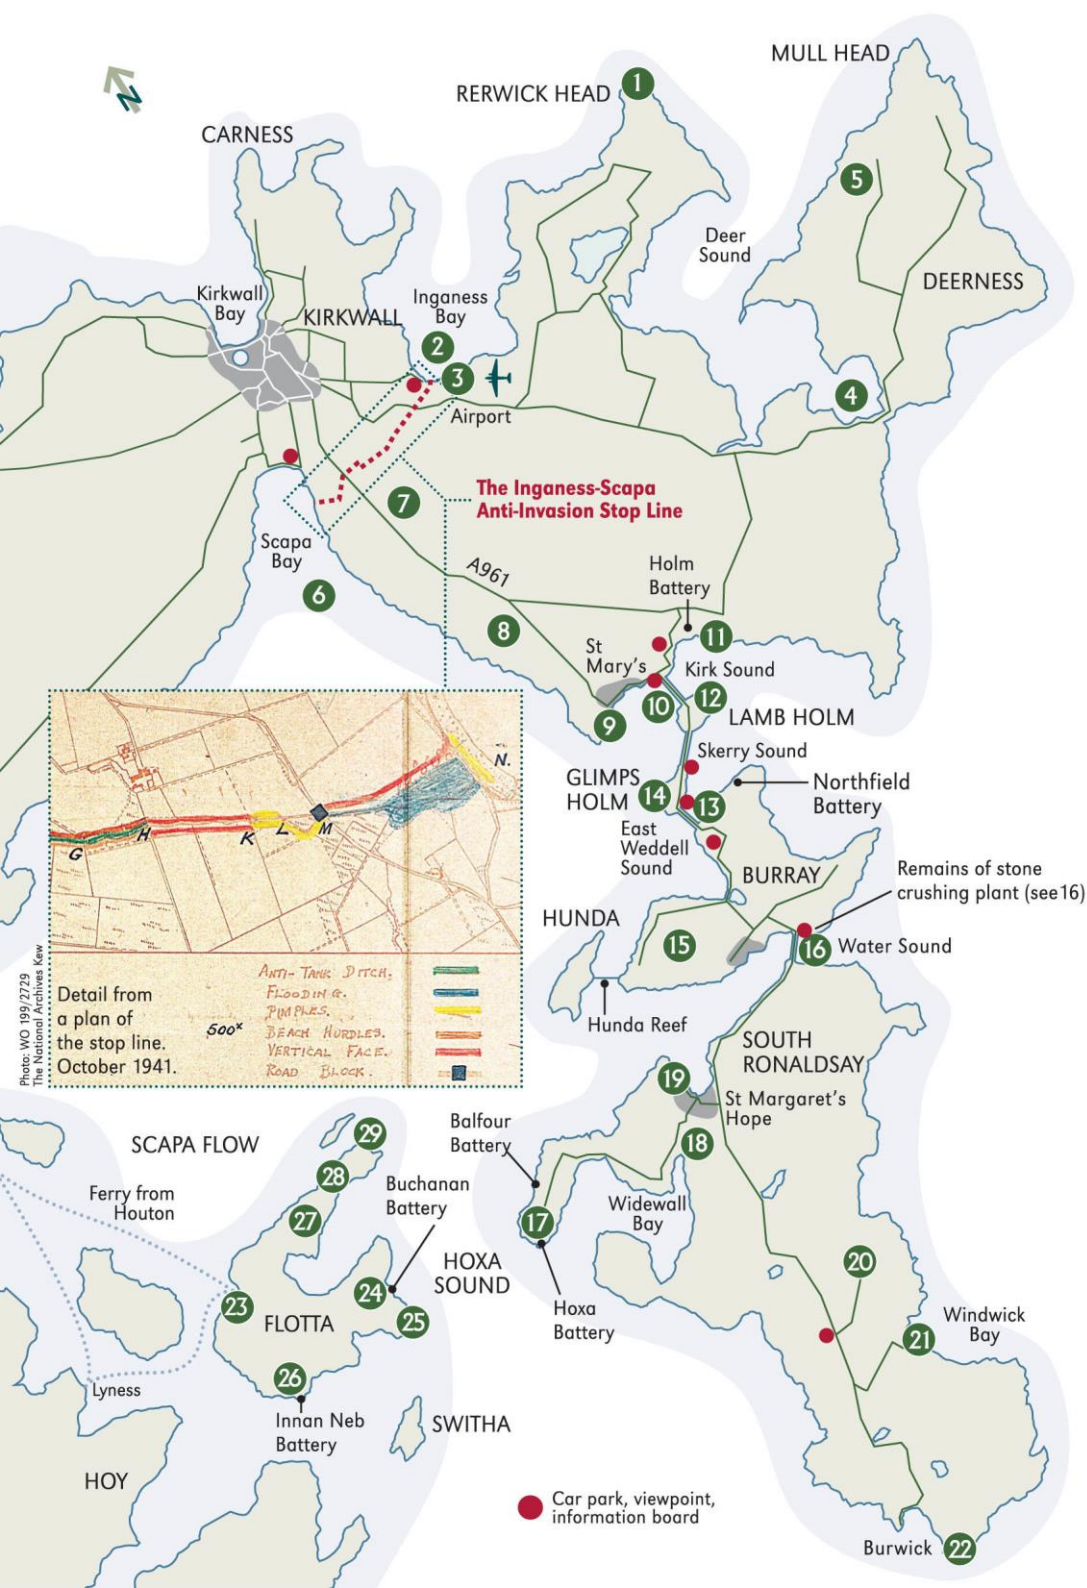 MULL HEAD
RERWICK HEAD
1
N
CARNESS
5
Deer
Sound
DEERNESS
Kirkwall
Bay
KIRKWALL
Inganess
Bay
2
3
Airport
4
7
The Inganess-Scapa
Anti-Invasion Stop Line
Scapa
Bay
6
A961
Holm
Battery
8
11
St
Mary's
Kirk Sound
9
10
12
LAMB HOLM
Skerry Sound
GLIMPS
HOLM
14
13
Northfield
Battery
East
Weddell
Sound
BURRAY
Remains of stone
crushing plant (see16)
HUNDA
15
16
Water Sound
Hunda Reef
N.
G
H
K
L
M
ANTI-TANK DITCH.
FLOODING.
PIMPLES.
BEACH HURDLES.
VERTICAL FACE.
ROAD BLOCK.
500x
Detail from
a plan of
the stop line.
October 1941.
Photo: WO 199/2729
The National Archives Kew
SOUTH
RONALDSAY
19
St Margaret's
Hope
18
Balfour
Battery
17
Widewall
Bay
Hoxa
Battery
SCAPA FLOW
29
28
27
Ferry from
Houton
Buchanan
Battery
HOXA
SOUND
23
FLOTTA
24
25
26
Innan Neb
Battery
Lyness
SWITHA
HOY
20
Windwick
Bay
21
Car park, viewpoint,
information board
Burwick
22